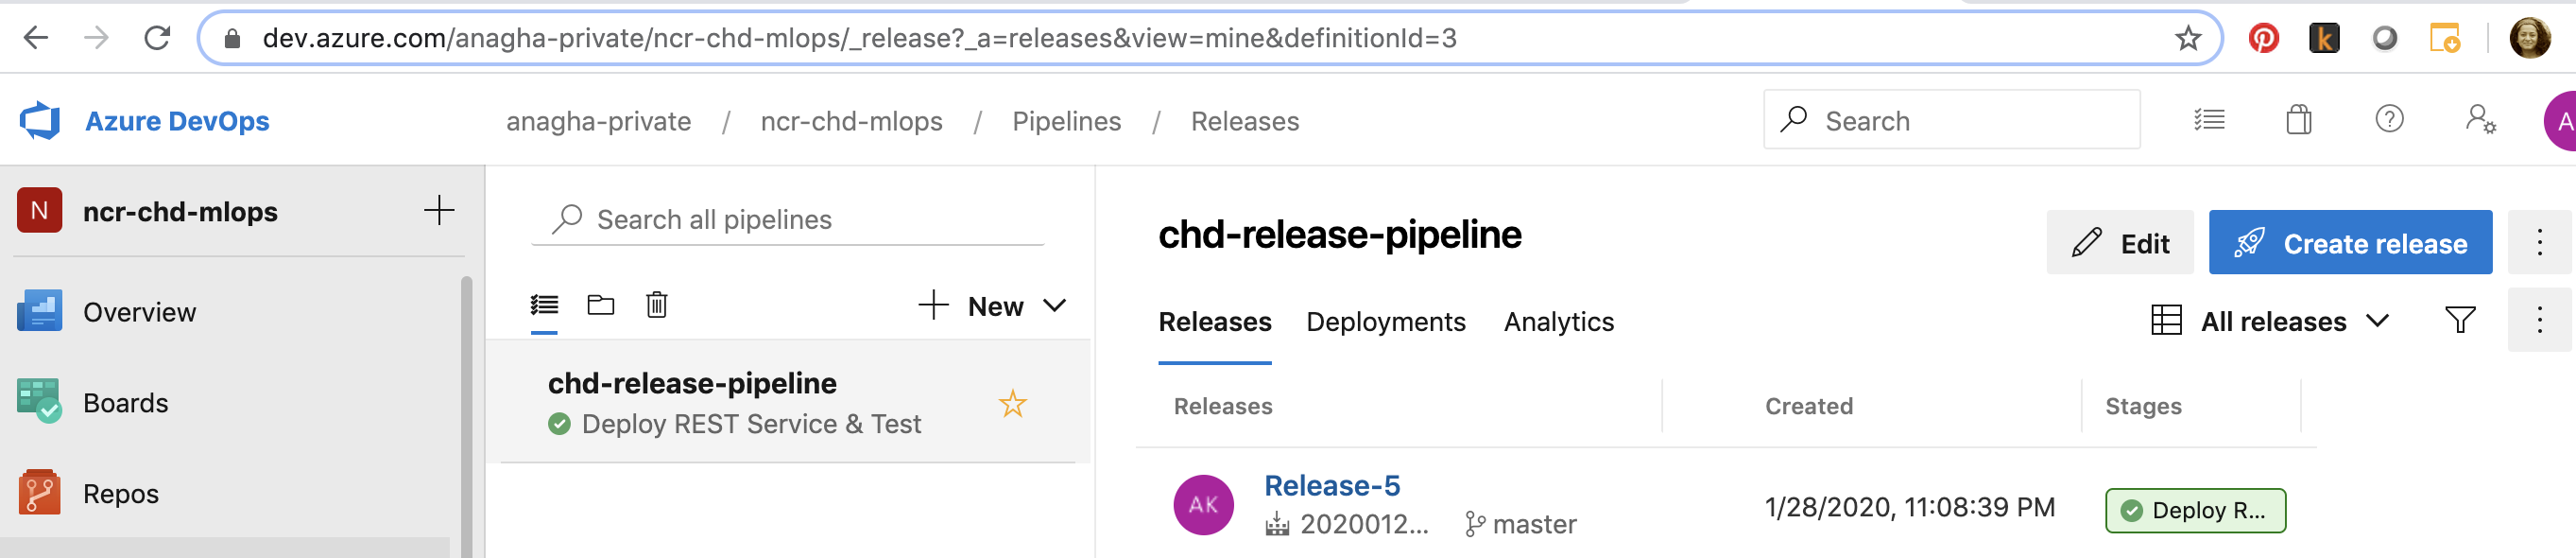 dev.azure.com/anagha-private/ncr-chd-mlops/_release?_a=releases&view=mine&definitionId=3
k
Azure DevOps
anagha-private / ncr-chd-mlops / Pipelines / Releases
Search
A
N ncr-chd-mlops
Overview
Boards
Repos
Search all pipelines
New
chd-release-pipeline
Deploy REST Service & Test
chd-release-pipeline
Edit
Create release
Releases Deployments Analytics
All releases
Releases Created Stages
AK Release-5
2020012... master
1/28/2020, 11:08:39 PM
Deploy R...